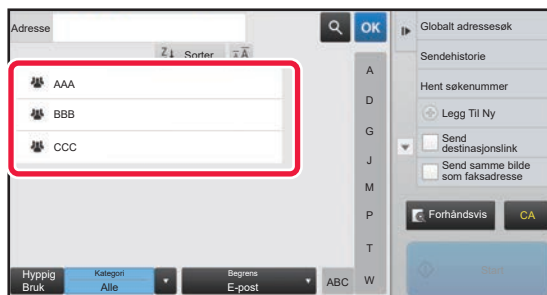 Adresse
OK
Sorter
AAA
BBB
CCC
A
D
G
J
M
P
T
W
Hyppig
Bruk
Kategori
Alle
Begrens
E-post
ABC
Globalt adressesøk
Sendehistorie
Hent søkenummer
Legg Til Ny
Send
destinasjonslink
Send samme bilde
som faksadresse
Forhåndsvis
CA
Start